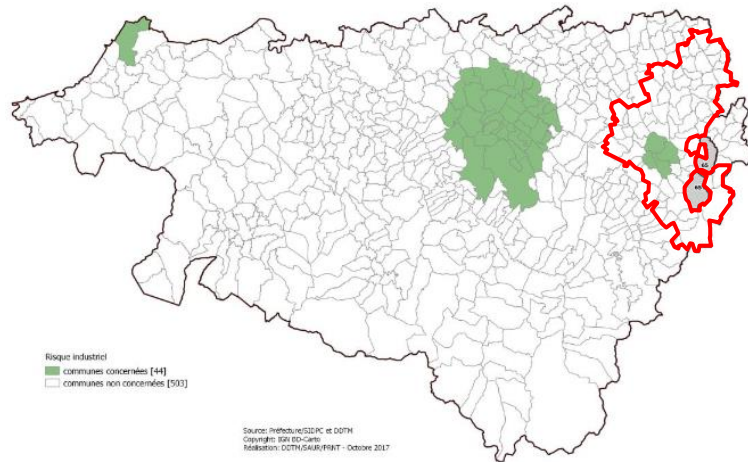 65
65
Risque industriel
communes concernées [44]
communes non concernées [503]
Source: Préfecture/SIDPC et DDTM
Copyright: IGN BD-Carto
Réalisation: DDTM/SAUR/PRNT - Octobre 2017